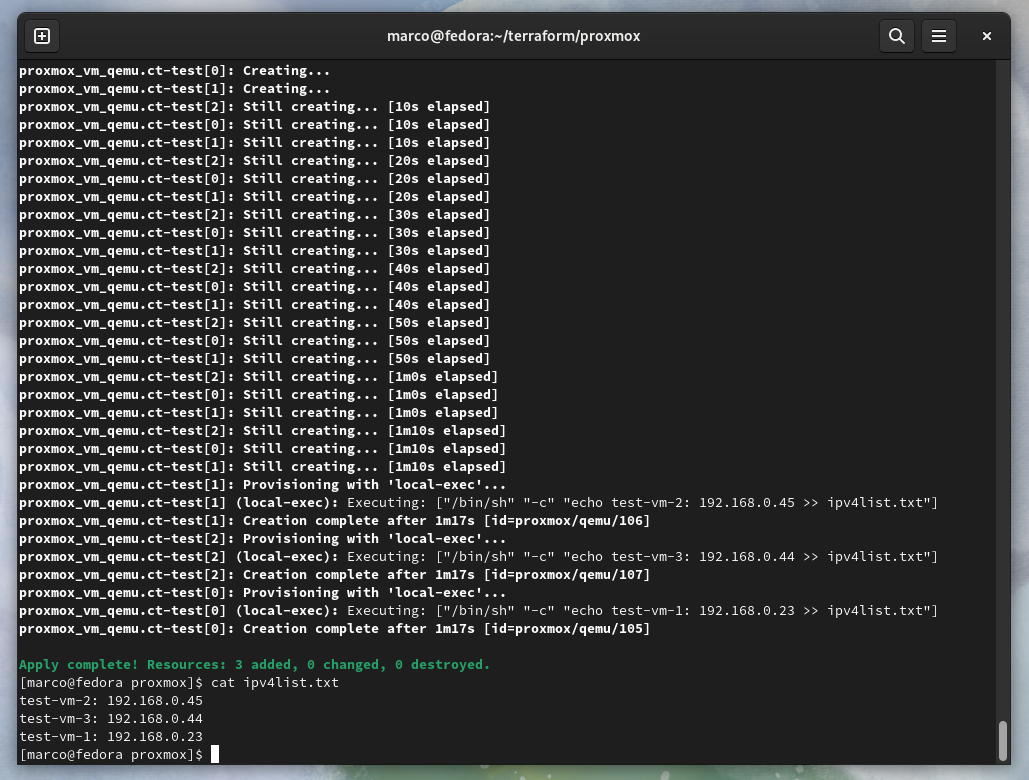 marco@fedora:~/terraform/proxmox
proxmox_vm_qemu.ct-test[0]: Creating...
proxmox_vm_qemu.ct-test[1]: Creating...
proxmox_vm_qemu.ct-test[2]: Still creating... [10s elapsed]
proxmox_vm_qemu.ct-test[0]: Still creating... [10s elapsed]
proxmox_vm_qemu.ct-test[1]: Still creating... [10s elapsed]
proxmox_vm_qemu.ct-test[2]: Still creating... [20s elapsed]
proxmox_vm_qemu.ct-test[0]: Still creating... [20s elapsed]
proxmox_vm_qemu.ct-test[1]: Still creating... [20s elapsed]
proxmox_vm_qemu.ct-test[2]: Still creating... [30s elapsed]
proxmox_vm_qemu.ct-test[0]: Still creating... [30s elapsed]
proxmox_vm_qemu.ct-test[1]: Still creating... [30s elapsed]
proxmox_vm_qemu.ct-test[2]: Still creating... [40s elapsed]
proxmox_vm_qemu.ct-test[0]: Still creating... [40s elapsed]
proxmox_vm_qemu.ct-test[1]: Still creating... [40s elapsed]
proxmox_vm_qemu.ct-test[2]: Still creating... [50s elapsed]
proxmox_vm_qemu.ct-test[0]: Still creating... [50s elapsed]
proxmox_vm_qemu.ct-test[1]: Still creating... [50s elapsed]
proxmox_vm_qemu.ct-test[2]: Still creating... [1m0s elapsed]
proxmox_vm_qemu.ct-test[0]: Still creating... [1m0s elapsed]
proxmox_vm_qemu.ct-test[1]: Still creating... [1m0s elapsed]
proxmox_vm_qemu.ct-test[2]: Still creating... [1m10s elapsed]
proxmox_vm_qemu.ct-test[0]: Still creating... [1m10s elapsed]
proxmox_vm_qemu.ct-test[1]: Still creating... [1m10s elapsed]
proxmox_vm_qemu.ct-test[1]: Provisioning with 'local-exec'...
proxmox_vm_qemu.ct-test[1] (local-exec): Executing: ["/bin/sh" "-c" "echo test-vm-2: 192.168.0.45 >> ipv4list.txt"]
proxmox_vm_qemu.ct-test[1]: Creation complete after 1m17s [id=proxmox/qemu/106]
proxmox_vm_qemu.ct-test[2]: Provisioning with 'local-exec'...
proxmox_vm_qemu.ct-test[2] (local-exec): Executing: ["/bin/sh" "-c" "echo test-vm-3: 192.168.0.44 >> ipv4list.txt"]
proxmox_vm_qemu.ct-test[2]: Creation complete after 1m17s [id=proxmox/qemu/107]
proxmox_vm_qemu.ct-test[0]: Provisioning with 'local-exec'...
proxmox_vm_qemu.ct-test[0] (local-exec): Executing: ["/bin/sh" "-c" "echo test-vm-1: 192.168.0.23 >> ipv4list.txt"]
proxmox_vm_qemu.ct-test[0]: Creation complete after 1m17s [id=proxmox/qemu/105]
Apply complete! Resources: 3 added, 0 changed, 0 destroyed.
[marco@fedora proxmox]$ cat ipv4list.txt
test-vm-2: 192.168.0.45
test-vm-3: 192.168.0.44
test-vm-1: 192.168.0.23
[marco@fedora proxmox]$